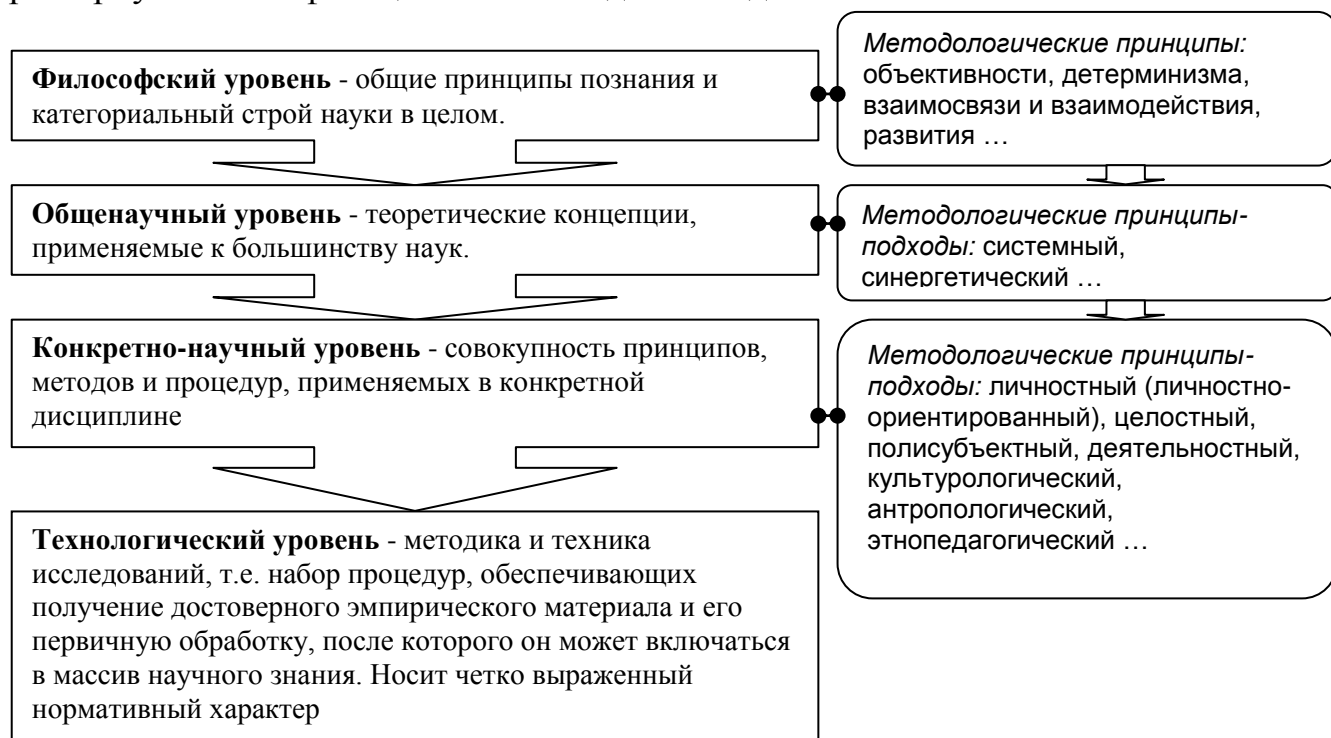 Философский уровень - общие принципы познания и
категориальный строй науки в целом.
Методологические принципы:
объективности, детерминизма,
взаимосвязи и взаимодействия,
развития …
Общенаучный уровень - теоретические концепции,
применяемые к большинству наук.
Методологические принципы-
подходы: системный,
синергетический …
Конкретно-научный уровень - совокупность принципов,
методов и процедур, применяемых в конкретной
дисциплине
Методологические принципы-
подходы: личностный (личностно-
ориентированный), целостный,
полисубъектный, деятельностный,
культурологический,
антропологический,
этнопедагогический …
Технологический уровень - методика и техника
исследований, т.е. набор процедур, обеспечивающих
получение достоверного эмпирического материала и его
первичную обработку, после которого он может включаться
в массив научного знания. Носит четко выраженный
нормативный характер